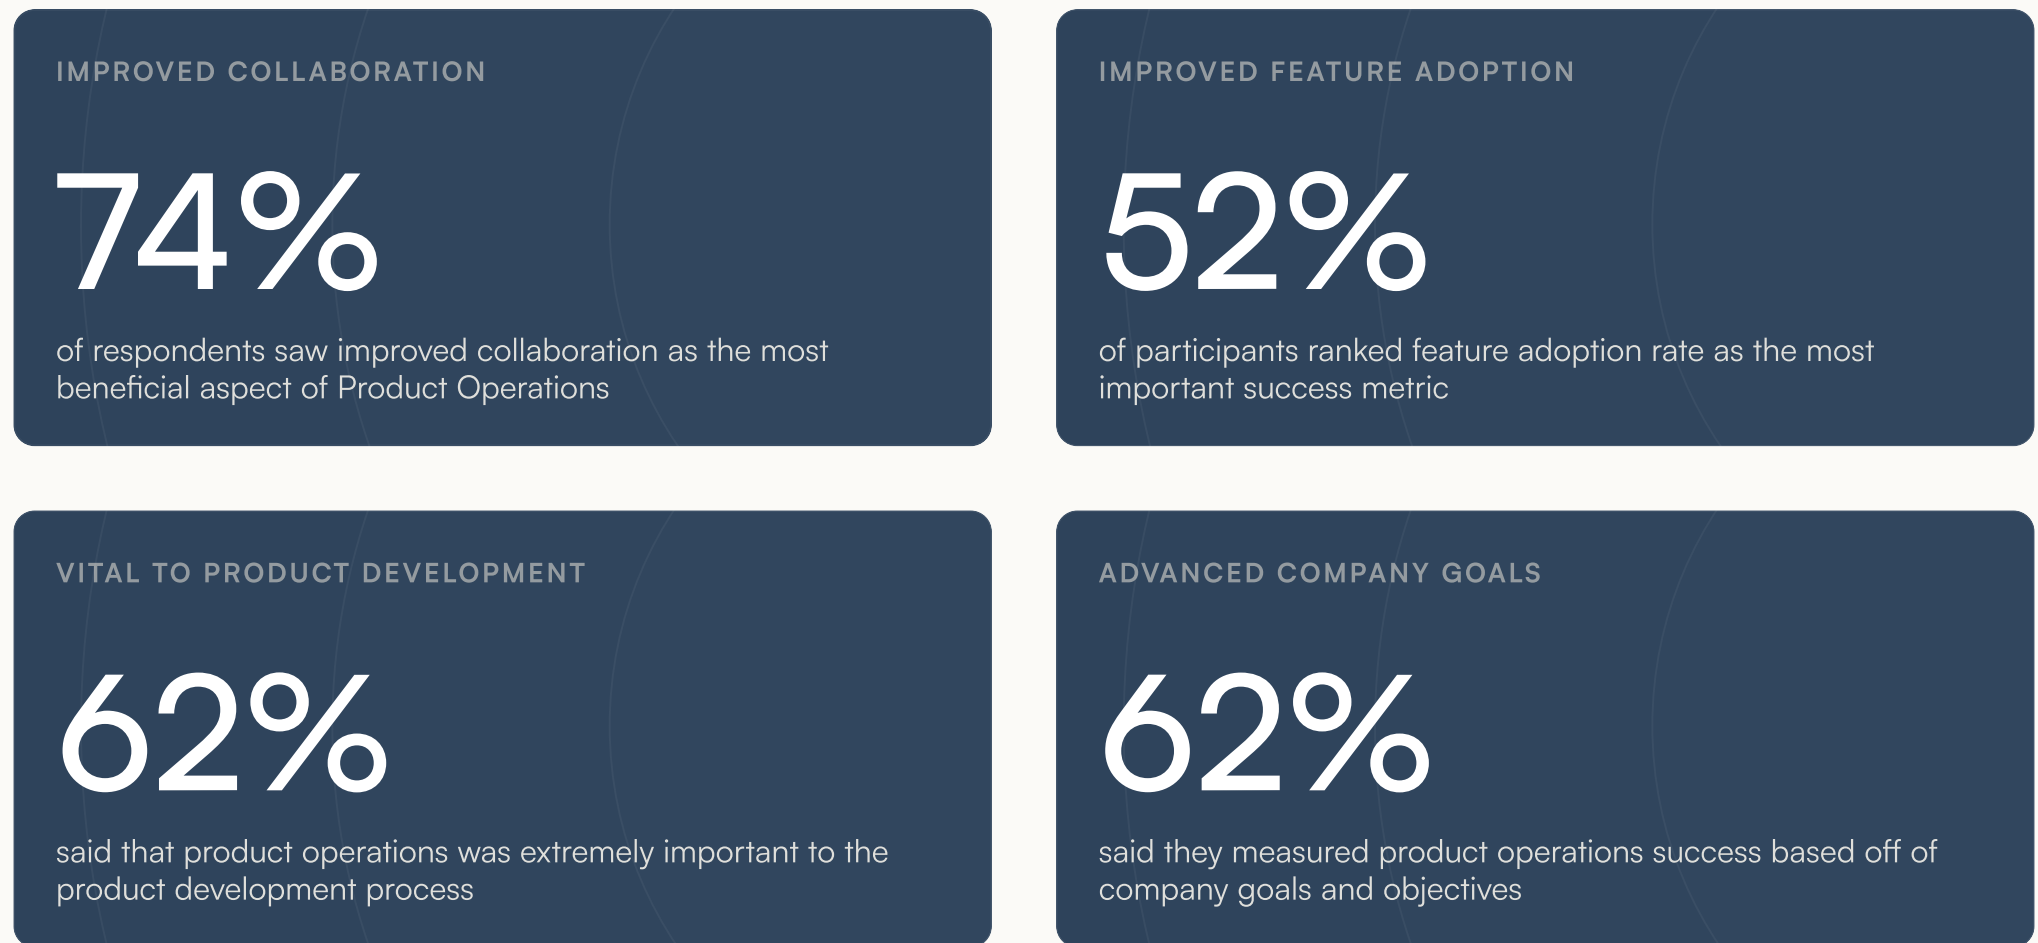 IMPROVED COLLABORATION
74%
of respondents saw improved collaboration as the most
beneficial aspect of Product Operations
IMPROVED FEATURE ADOPTION
52%
of participants ranked feature adoption rate as the most
important success metric
VITAL TO PRODUCT DEVELOPMENT
62%
said that product operations was extremely important to the
product development process
ADVANCED COMPANY GOALS
62%
said they measured product operations success based off of
company goals and objectives